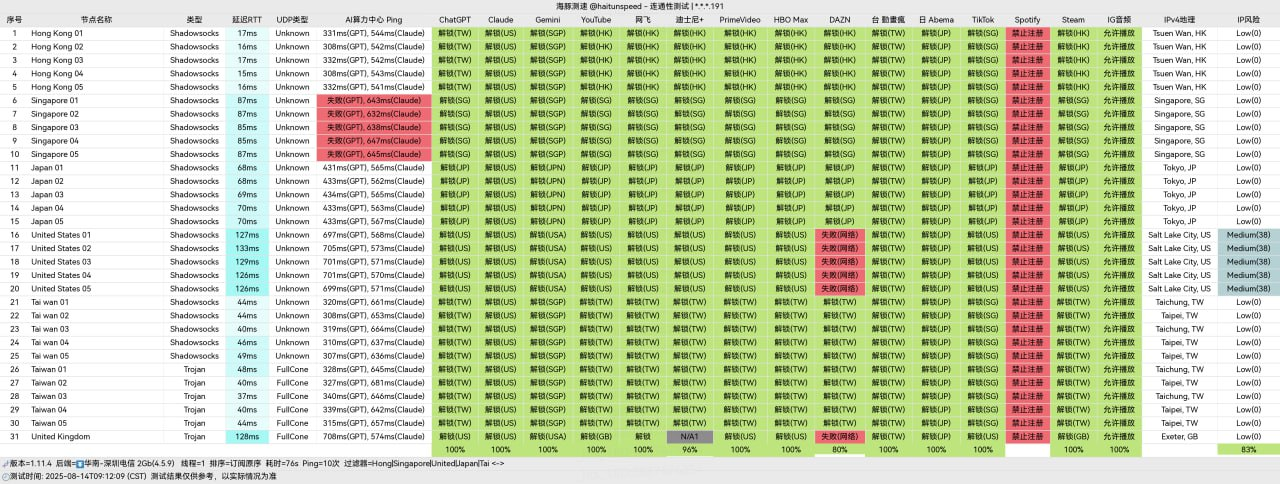 海豚测速 @haitunspeed - 连通性测试 | *.*.*.191
序号 节点名称 类型 延迟RTT UDP类型 AI算力中心 Ping ChatGPT Claude Gemini YouTube 网飞 迪士尼+ PrimeVideo HBO Max DAZN 台 動畫瘋 日 Abema TikTok Spotify Steam IG音频 IPv4地理 IP风险
1 Hong Kong 01 Shadowsocks 17ms Unknown 331ms(GPT), 544ms(Claude) 解锁(TW) 解锁(US) 解锁(SGP) 解锁(HK) 解锁(HK) 解锁(HK) 解锁(HK) 解锁(HK) 解锁(HK) 解锁(TW) 解锁(JP) 解锁(SG) 禁止注册 解锁(HK) 允许播放 Tsuen Wan, HK Low(0)
2 Hong Kong 02 Shadowsocks 16ms Unknown 308ms(GPT), 542ms(Claude) 解锁(TW) 解锁(US) 解锁(SGP) 解锁(HK) 解锁(HK) 解锁(HK) 解锁(HK) 解锁(HK) 解锁(HK) 解锁(TW) 解锁(JP) 解锁(SG) 禁止注册 解锁(HK) 允许播放 Tsuen Wan, HK Low(0)
3 Hong Kong 03 Shadowsocks 17ms Unknown 332ms(GPT), 542ms(Claude) 解锁(TW) 解锁(US) 解锁(SGP) 解锁(HK) 解锁(HK) 解锁(HK) 解锁(HK) 解锁(HK) 解锁(HK) 解锁(TW) 解锁(JP) 解锁(SG) 禁止注册 解锁(HK) 允许播放 Tsuen Wan, HK Low(0)
4 Hong Kong 04 Shadowsocks 15ms Unknown 308ms(GPT), 543ms(Claude) 解锁(TW) 解锁(US) 解锁(SGP) 解锁(HK) 解锁(HK) 解锁(HK) 解锁(HK) 解锁(HK) 解锁(HK) 解锁(TW) 解锁(JP) 解锁(SG) 禁止注册 解锁(HK) 允许播放 Tsuen Wan, HK Low(0)
5 Hong Kong 05 Shadowsocks 16ms Unknown 332ms(GPT), 541ms(Claude) 解锁(TW) 解锁(US) 解锁(SGP) 解锁(HK) 解锁(HK) 解锁(HK) 解锁(HK) 解锁(HK) 解锁(HK) 解锁(TW) 解锁(JP) 解锁(SG) 禁止注册 解锁(HK) 允许播放 Tsuen Wan, HK Low(0)
6 Singapore 01 Shadowsocks 87ms Unknown 失败(GPT), 643ms(Claude) 解锁(SG) 解锁(US) 解锁(SGP) 解锁(SG) 解锁(SG) 解锁(SG) 解锁(SG) 解锁(SG) 解锁(SG) 解锁(TW) 解锁(JP) 解锁(SG) 禁止注册 解锁(SG) 允许播放 Singapore, SG Low(0)
7 Singapore 02 Shadowsocks 87ms Unknown 失败(GPT), 632ms(Claude) 解锁(SG) 解锁(US) 解锁(SGP) 解锁(SG) 解锁(SG) 解锁(SG) 解锁(SG) 解锁(SG) 解锁(SG) 解锁(TW) 解锁(JP) 解锁(SG) 禁止注册 解锁(SG) 允许播放 Singapore, SG Low(0)
8 Singapore 03 Shadowsocks 85ms Unknown 失败(GPT), 638ms(Claude) 解锁(SG) 解锁(US) 解锁(SGP) 解锁(SG) 解锁(SG) 解锁(SG) 解锁(SG) 解锁(SG) 解锁(SG) 解锁(TW) 解锁(JP) 解锁(SG) 禁止注册 解锁(SG) 允许播放 Singapore, SG Low(0)
9 Singapore 04 Shadowsocks 85ms Unknown 失败(GPT), 647ms(Claude) 解锁(SG) 解锁(US) 解锁(SGP) 解锁(SG) 解锁(SG) 解锁(SG) 解锁(SG) 解锁(SG) 解锁(SG) 解锁(TW) 解锁(JP) 解锁(SG) 禁止注册 解锁(SG) 允许播放 Singapore, SG Low(0)
10 Singapore 05 Shadowsocks 87ms Unknown 失败(GPT), 645ms(Claude) 解锁(SG) 解锁(US) 解锁(SGP) 解锁(SG) 解锁(SG) 解锁(SG) 解锁(SG) 解锁(SG) 解锁(SG) 解锁(TW) 解锁(JP) 解锁(SG) 禁止注册 解锁(SG) 允许播放 Singapore, SG Low(0)
11 Japan 01 Shadowsocks 68ms Unknown 431ms(GPT), 565ms(Claude) 解锁(JP) 解锁(US) 解锁(JPN) 解锁(JP) 解锁(JP) 解锁(JP) 解锁(JP) 解锁(JP) 解锁(JP) 解锁(TW) 解锁(JP) 解锁(JP) 禁止注册 解锁(JP) 允许播放 Tokyo, JP Low(0)
12 Japan 02 Shadowsocks 68ms Unknown 433ms(GPT), 562ms(Claude) 解锁(JP) 解锁(US) 解锁(JPN) 解锁(JP) 解锁(JP) 解锁(JP) 解锁(JP) 解锁(JP) 解锁(JP) 解锁(TW) 解锁(JP) 解锁(JP) 禁止注册 解锁(JP) 允许播放 Tokyo, JP Low(0)
13 Japan 03 Shadowsocks 69ms Unknown 434ms(GPT), 565ms(Claude) 解锁(JP) 解锁(US) 解锁(JPN) 解锁(JP) 解锁(JP) 解锁(JP) 解锁(JP) 解锁(JP) 解锁(JP) 解锁(TW) 解锁(JP) 解锁(JP) 禁止注册 解锁(JP) 允许播放 Tokyo, JP Low(0)
14 Japan 04 Shadowsocks 70ms Unknown 433ms(GPT), 563ms(Claude) 解锁(JP) 解锁(US) 解锁(JPN) 解锁(JP) 解锁(JP) 解锁(JP) 解锁(JP) 解锁(JP) 解锁(JP) 解锁(TW) 解锁(JP) 解锁(JP) 禁止注册 解锁(JP) 允许播放 Tokyo, JP Low(0)
15 Japan 05 Shadowsocks 70ms Unknown 433ms(GPT), 567ms(Claude) 解锁(JP) 解锁(US) 解锁(JPN) 解锁(JP) 解锁(JP) 解锁(JP) 解锁(JP) 解锁(JP) 解锁(JP) 解锁(TW) 解锁(JP) 解锁(JP) 禁止注册 解锁(JP) 允许播放 Tokyo, JP Low(0)
16 United States 01 Shadowsocks 127ms Unknown 697ms(GPT), 568ms(Claude) 解锁(US) 解锁(US) 解锁(USA) 解锁(US) 解锁(US) 解锁(US) 解锁(US) 解锁(US) 失败(网络) 解锁(TW) 解锁(JP) 解锁(US) 禁止注册 解锁(US) 允许播放 Salt Lake City, US Medium(38)
17 United States 02 Shadowsocks 133ms Unknown 705ms(GPT), 573ms(Claude) 解锁(US) 解锁(US) 解锁(USA) 解锁(US) 解锁(US) 解锁(US) 解锁(US) 解锁(US) 失败(网络) 解锁(TW) 解锁(JP) 解锁(US) 禁止注册 解锁(US) 允许播放 Salt Lake City, US Medium(38)
18 United States 03 Shadowsocks 129ms Unknown 701ms(GPT), 571ms(Claude) 解锁(US) 解锁(US) 解锁(USA) 解锁(US) 解锁(US) 解锁(US) 解锁(US) 解锁(US) 失败(网络) 解锁(TW) 解锁(JP) 解锁(US) 禁止注册 解锁(US) 允许播放 Salt Lake City, US Medium(38)
19 United States 04 Shadowsocks 126ms Unknown 701ms(GPT), 570ms(Claude) 解锁(US) 解锁(US) 解锁(USA) 解锁(US) 解锁(US) 解锁(US) 解锁(US) 解锁(US) 失败(网络) 解锁(TW) 解锁(JP) 解锁(US) 禁止注册 解锁(US) 允许播放 Salt Lake City, US Medium(38)
20 United States 05 Shadowsocks 126ms Unknown 699ms(GPT), 571ms(Claude) 解锁(US) 解锁(US) 解锁(USA) 解锁(US) 解锁(US) 解锁(US) 解锁(US) 解锁(US) 失败(网络) 解锁(TW) 解锁(JP) 解锁(US) 禁止注册 解锁(US) 允许播放 Salt Lake City, US Medium(38)
21 Tai wan 01 Shadowsocks 44ms Unknown 320ms(GPT), 661ms(Claude) 解锁(TW) 解锁(US) 解锁(SGP) 解锁(TW) 解锁(TW) 解锁(TW) 解锁(TW) 解锁(TW) 解锁(TW) 解锁(TW) 解锁(JP) 解锁(SG) 禁止注册 解锁(TW) 允许播放 Taichung, TW Low(0)
22 Tai wan 02 Shadowsocks 44ms Unknown 308ms(GPT), 653ms(Claude) 解锁(TW) 解锁(US) 解锁(SGP) 解锁(TW) 解锁(TW) 解锁(TW) 解锁(TW) 解锁(TW) 解锁(TW) 解锁(TW) 解锁(JP) 解锁(SG) 禁止注册 解锁(TW) 允许播放 Taipei, TW Low(0)
23 Tai wan 03 Shadowsocks 40ms Unknown 319ms(GPT), 664ms(Claude) 解锁(TW) 解锁(US) 解锁(SGP) 解锁(TW) 解锁(TW) 解锁(TW) 解锁(TW) 解锁(TW) 解锁(TW) 解锁(TW) 解锁(JP) 解锁(SG) 禁止注册 解锁(TW) 允许播放 Taichung, TW Low(0)
24 Tai wan 04 Shadowsocks 46ms Unknown 310ms(GPT), 637ms(Claude) 解锁(TW) 解锁(US) 解锁(SGP) 解锁(TW) 解锁(TW) 解锁(TW) 解锁(TW) 解锁(TW) 解锁(TW) 解锁(TW) 解锁(JP) 解锁(SG) 禁止注册 解锁(TW) 允许播放 Taipei, TW Low(0)
25 Tai wan 05 Shadowsocks 49ms Unknown 307ms(GPT), 636ms(Claude) 解锁(TW) 解锁(US) 解锁(SGP) 解锁(TW) 解锁(TW) 解锁(TW) 解锁(TW) 解锁(TW) 解锁(TW) 解锁(TW) 解锁(JP) 解锁(SG) 禁止注册 解锁(TW) 允许播放 Taipei, TW Low(0)
26 Taiwan 01 Trojan 48ms FullCone 328ms(GPT), 645ms(Claude) 解锁(TW) 解锁(US) 解锁(SGP) 解锁(TW) 解锁(TW) 解锁(TW) 解锁(TW) 解锁(TW) 解锁(TW) 解锁(TW) 解锁(JP) 解锁(SG) 禁止注册 解锁(TW) 允许播放 Taichung, TW Low(0)
27 Taiwan 02 Trojan 40ms FullCone 327ms(GPT), 681ms(Claude) 解锁(TW) 解锁(US) 解锁(SGP) 解锁(TW) 解锁(TW) 解锁(TW) 解锁(TW) 解锁(TW) 解锁(TW) 解锁(TW) 解锁(JP) 解锁(SG) 禁止注册 解锁(TW) 允许播放 Taipei, TW Low(0)
28 Taiwan 03 Trojan 37ms FullCone 340ms(GPT), 646ms(Claude) 解锁(TW) 解锁(US) 解锁(SGP) 解锁(TW) 解锁(TW) 解锁(TW) 解锁(TW) 解锁(TW) 解锁(TW) 解锁(TW) 解锁(JP) 解锁(SG) 禁止注册 解锁(TW) 允许播放 Taichung, TW Low(0)
29 Taiwan 04 Trojan 40ms FullCone 339ms(GPT), 642ms(Claude) 解锁(TW) 解锁(US) 解锁(SGP) 解锁(TW) 解锁(TW) 解锁(TW) 解锁(TW) 解锁(TW) 解锁(TW) 解锁(TW) 解锁(JP) 解锁(SG) 禁止注册 解锁(TW) 允许播放 Taichung, TW Low(0)
30 Taiwan 05 Trojan 44ms FullCone 315ms(GPT), 657ms(Claude) 解锁(TW) 解锁(US) 解锁(SGP) 解锁(TW) 解锁(TW) 解锁(TW) 解锁(TW) 解锁(TW) 解锁(TW) 解锁(TW) 解锁(JP) 解锁(SG) 禁止注册 解锁(TW) 允许播放 Taipei, TW Low(0)
31 United Kingdom Trojan 128ms FullCone 708ms(GPT), 574ms(Claude) 解锁(US) 解锁(US) 解锁(USA) 解锁(GB) 解锁 N/A1 解锁(US) 解锁(US) 失败(网络) 解锁(TW) 解锁(JP) 解锁(US) 禁止注册 解锁(GB) 允许播放 Exeter, GB Low(0)
100% 100% 100% 100% 100% 96% 100% 100% 80% 100% 100% 100% 100% 100% 83%
版本=1.11.4 后端=华南-深圳电信 2Gb(4.5.9) 线程=1 排序=订阅原序 耗时=76s Ping=10次 过滤器=Hong|Singapore|United|Japan|Tai <->
测试时间: 2025-08-14T09:12:09 (CST) 测试结果仅供参考，以实际情况为准